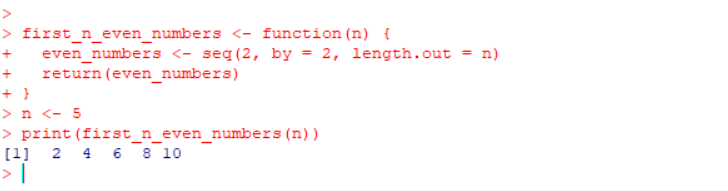 >
> first_n_even_numbers <- function(n) {
+   even_numbers <- seq(2, by = 2, length.out = n)
+   return(even_numbers)
+ }
> n <- 5
> print(first_n_even_numbers(n))
[1]  2  4  6  8 10
>